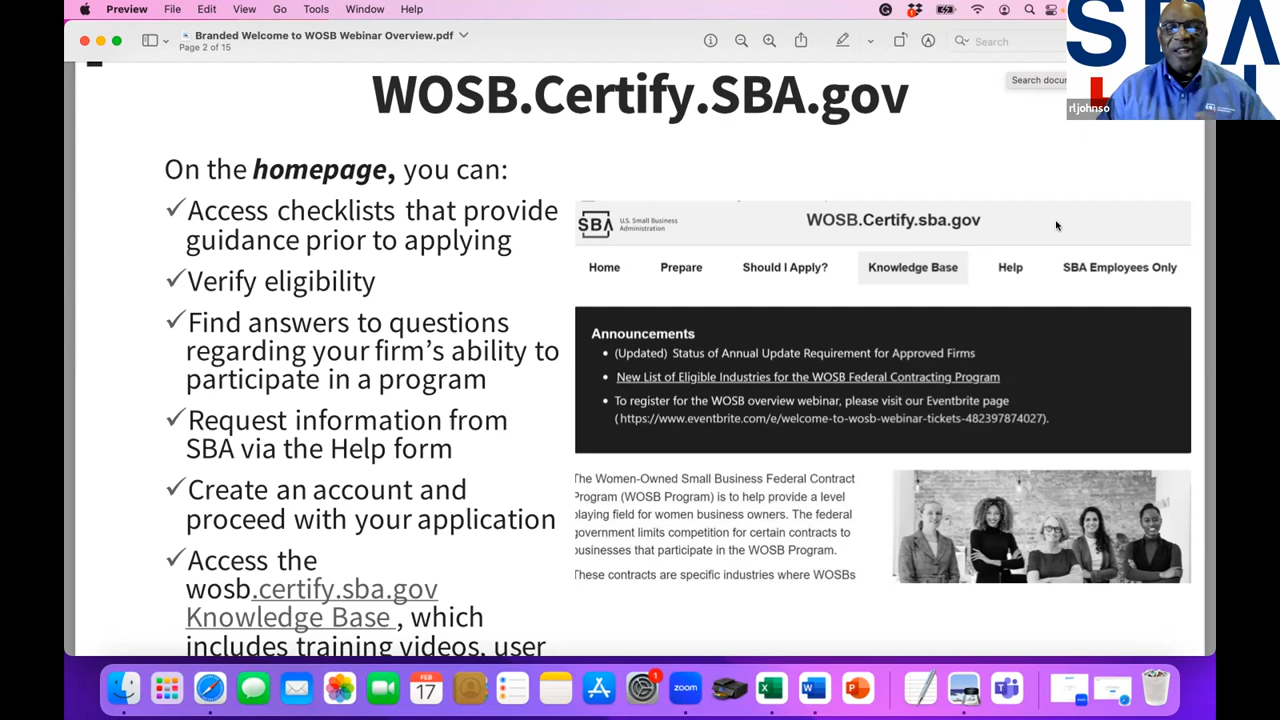 Preview File Edit View Go Tools Window Help
Branded Welcome to WOSB Webinar Overview.pdf
Page 2 of 15
Search
Search docu
SBA
rljohnso
WOSB.Certify.SBA.gov
On the homepage, you can:
✓Access checklists that provide
guidance prior to applying
✓Verify eligibility
✓Find answers to questions
regarding your firm's ability to
participate in a program
✓Request information from
SBA via the Help form
✓Create an account and
proceed with your application
✓Access the
wosb.certify.sba.gov
Knowledge Base , which
includes training videos, user
SBA
U.S. Small Business
Administration
WOSB.Certify.sba.gov
Home Prepare Should I Apply? Knowledge Base Help SBA Employees Only
Announcements
• (Updated) Status of Annual Update Requirement for Approved Firms
• New List of Eligible Industries for the WOSB Federal Contracting Program
• To register for the WOSB overview webinar, please visit our Eventbrite page
(https://www.eventbrite.com/e/welcome-to-wosb-webinar-tickets-482397874027).
The Women-Owned Small Business Federal Contract
Program (WOSB Program) is to help provide a level
playing field for women business owners. The federal
government limits competition for certain contracts to
businesses that participate in the WOSB Program.
These contracts are specific industries where WOSBs
FEB
17
1
zoom